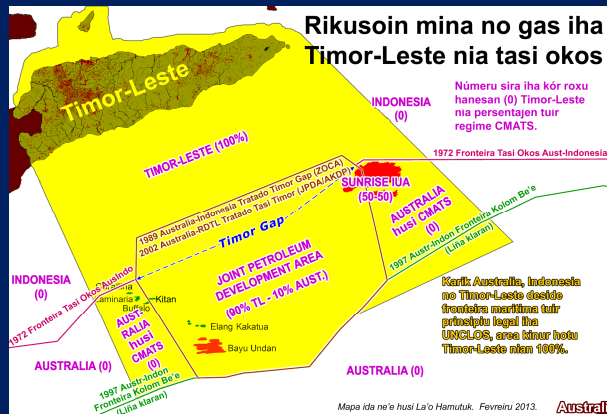 Rikusoin mina no gas iha
Timor-Leste nia tasi okos
Timor-Leste
Númeru sira iha kór roxu
hanesan (0) Timor-Leste
nia persentajen tuir
regime CMATS.
INDONESIA
(0)
TIMOR-LESTE (100%)
1972 Fronteira Tasi Okos Aust-Indonesia
1989 Australia-Indonesia Tratado Timor Gap (ZOCA)
2002 Australia-RDTL Tratado Tasi Timor (JPDA/AKDP)
SUNRISE IUA
(50-50)
AUSTRALIA
husi CMATS
(0)
Timor Gap
1997 Austr-Indon Fronteira Kolom Be'e
(Liña klaran)
JOINT PETROLEUM
DEVELOPMENT AREA
(90% TL - 10% AUST.)
INDONESIA
(0)
1972 Fronteira Tasi Okos AusIndo
Laminaria
Kitan
Buffalo
AUST-
RALIA
husi
CMATS
(0)
Elang Kakatua
Bayu Undan
Karik Australia, Indonesia
no Timor-Leste deside
fronteira maritima tuir
prinsipiu legal iha
UNCLOS, area kinur hotu
Timor-Leste nian 100%.
AUSTRALIA (0)
AUSTRALIA (0)
1997 Austr-Indon
Fronteira Kolom Be'e
(Liña klaran)
Mapa ida ne'e husi La'o Hamutuk. Fevreiru 2013.
Australi